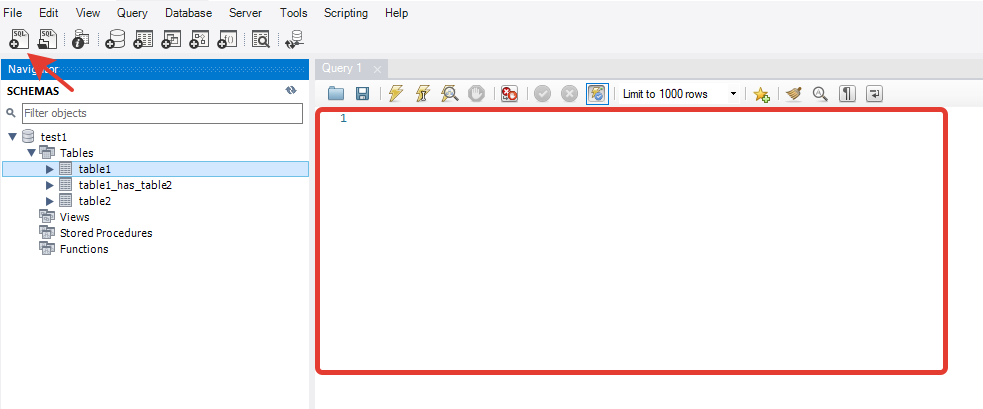 File Edit View Query Database Server Tools Scripting Help
SQL SQL
Navigator
Query 1
SCHEMAS
Limit to 1000 rows
Filter objects
1
test1
Tables
table1
table1_has_table2
table2
Views
Stored Procedures
Functions